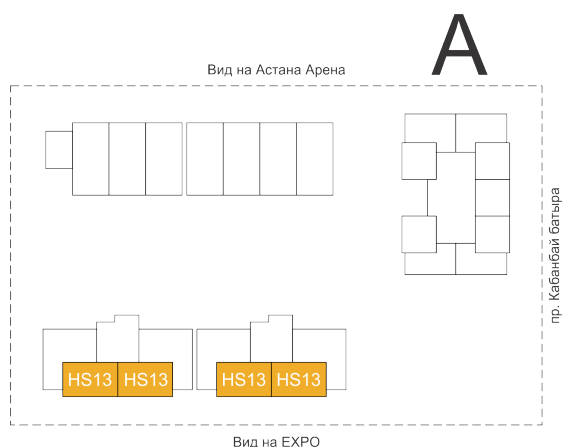 A
Вид на Астана Арена
пр. Кабанбай батыра
HS13 HS13 HS13 HS13
Вид на EXPO